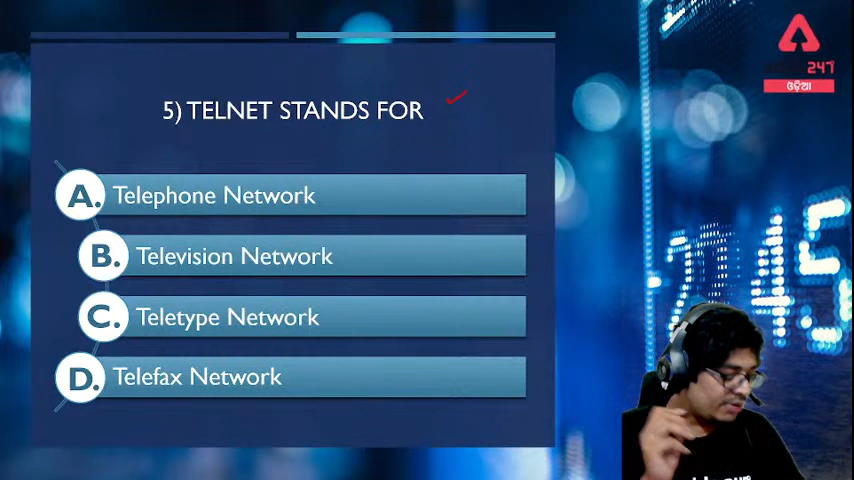 5) TELNET STANDS FOR
A. Telephone Network
B. Television Network
C. Teletype Network
D. Telefax Network
247
ଓଡ଼ିଆ